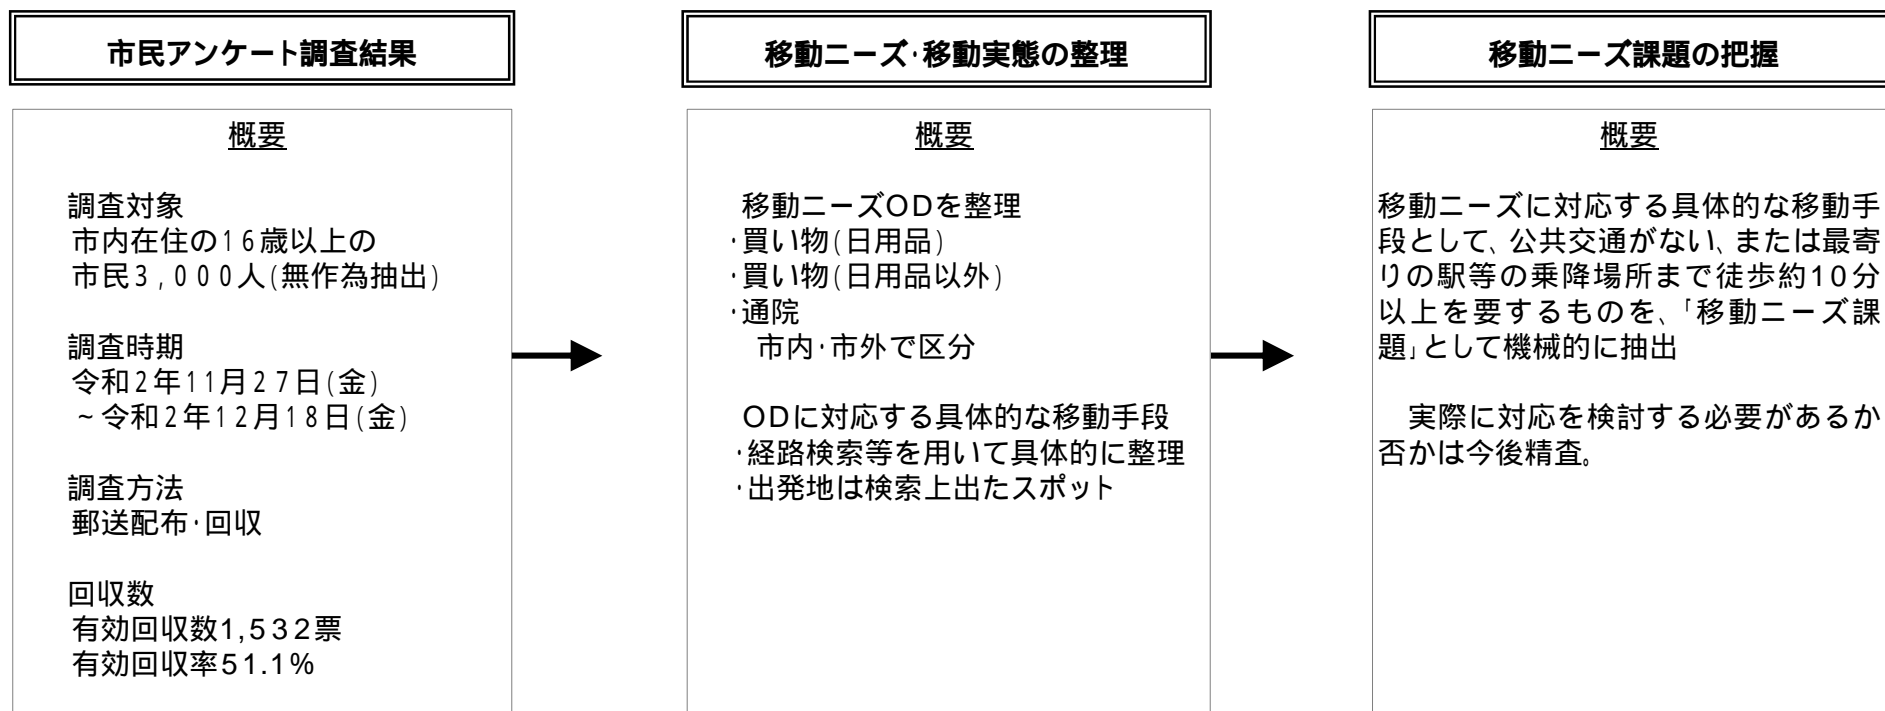 市民アンケート調査結果
概要
調査対象
市内在住の16歳以上の
市民3,000人(無作為抽出)
調査時期
令和2年11月27日(金)
~令和2年12月18日(金)
調査方法
郵送配布・回収
回収数
有効回収数1,532票
有効回収率51.1%
移動ニーズ・移動実態の整理
概要
移動ニーズODを整理
・買い物(日用品)
・買い物(日用品以外)
・通院
市内・市外で区分
ODに対応する具体的な移動手段
・経路検索等を用いて具体的に整理
・出発地は検索上出たスポット
移動ニーズ課題の把握
概要
移動ニーズに対応する具体的な移動手
段として、公共交通がない、または最寄
りの駅等の乗降場所まで徒歩約10分
以上を要するものを、「移動ニーズ課
題」として機械的に抽出
実際に対応を検討する必要があるか
否かは今後精査。